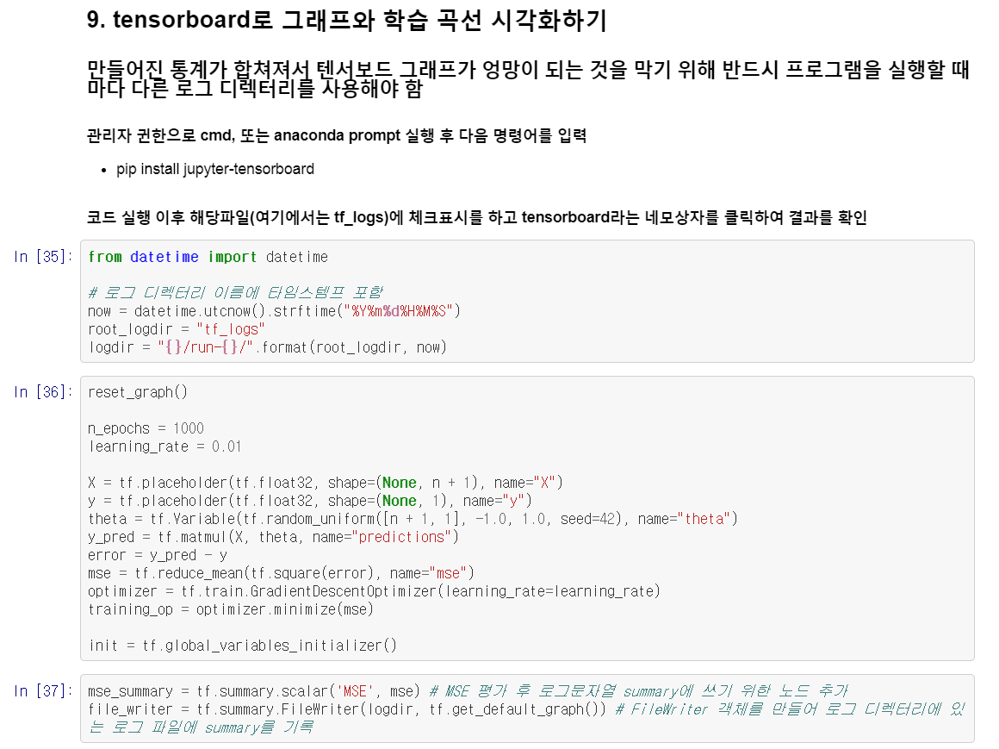 9. tensorboard로 그래프와 학습 곡선 시각화하기
만들어진 통계가 합쳐져서 텐서보드 그래프가 엉망이 되는 것을 막기 위해 반드시 프로그램을 실행할 때
마다 다른 로그 디렉터리를 사용해야 함
관리자 귄한으로 cmd, 또는 anaconda prompt 실행 후 다음 명령어를 입력
• pip install jupyter-tensorboard
코드 실행 이후 해당파일(여기에서는 tf_logs)에 체크표시를 하고 tensorboard라는 네모상자를 클릭하여 결과를 확인
In [35]: from datetime import datetime
# 로그 디렉터리 이름에 타임스템프 포함
now = datetime.utcnow().strftime("%Y%m%d%H%M%S")
root_logdir = "tf_logs"
logdir = "{}/run-{}/".format(root_logdir, now)
In [36]: reset_graph()
n_epochs = 1000
learning_rate = 0.01
X = tf.placeholder(tf.float32, shape=(None, n + 1), name="X")
y = tf.placeholder(tf.float32, shape=(None, 1), name="y")
theta = tf.Variable(tf.random_uniform([n + 1, 1], -1.0, 1.0, seed=42), name="theta")
y_pred = tf.matmul(X, theta, name="predictions")
error = y_pred - y
mse = tf.reduce_mean(tf.square(error), name="mse")
optimizer = tf.train.GradientDescentOptimizer(learning_rate=learning_rate)
training_op = optimizer.minimize(mse)
init = tf.global_variables_initializer()
In [37]: mse_summary = tf.summary.scalar('MSE', mse) # MSE 평가 후 로그문자열 summary에 쓰기 위한 노드 추가
file_writer = tf.summary.FileWriter(logdir, tf.get_default_graph()) # FileWriter 객체를 만들어 로그 디렉터리에 있
는 로그 파일에 summary를 기록